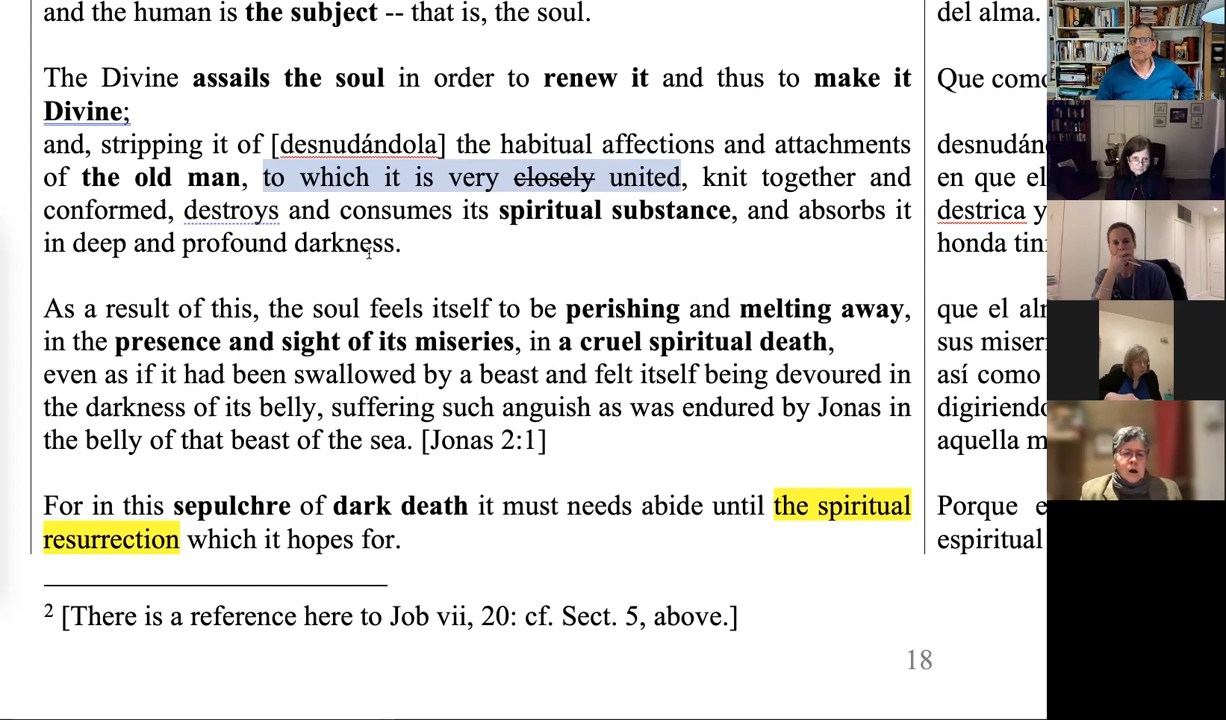 and the human is the subject -- that is, the soul.
The Divine assails the soul in order to renew it and thus to make it
Divine;
and, stripping it of [desnudándola] the habitual affections and attachments
of the old man, to which it is very closely united, knit together and
conformed, destroys and consumes its spiritual substance, and absorbs it
in deep and profound darkness.
As a result of this, the soul feels itself to be perishing and melting away,
in the presence and sight of its miseries, in a cruel spiritual death,
even as if it had been swallowed by a beast and felt itself being devoured in
the darkness of its belly, suffering such anguish as was endured by Jonas in
the belly of that beast of the sea. [Jonas 2:1]
For in this sepulchre of dark death it must needs abide until the spiritual
resurrection which it hopes for.
2 [There is a reference here to Job vii, 20: cf. Sect. 5, above.]
18
del alma.
Que como
desnudán
en que el
destrica y
honda tin
que el al
sus miser
así como
digiriend
aquella m
Porque e
espiritual